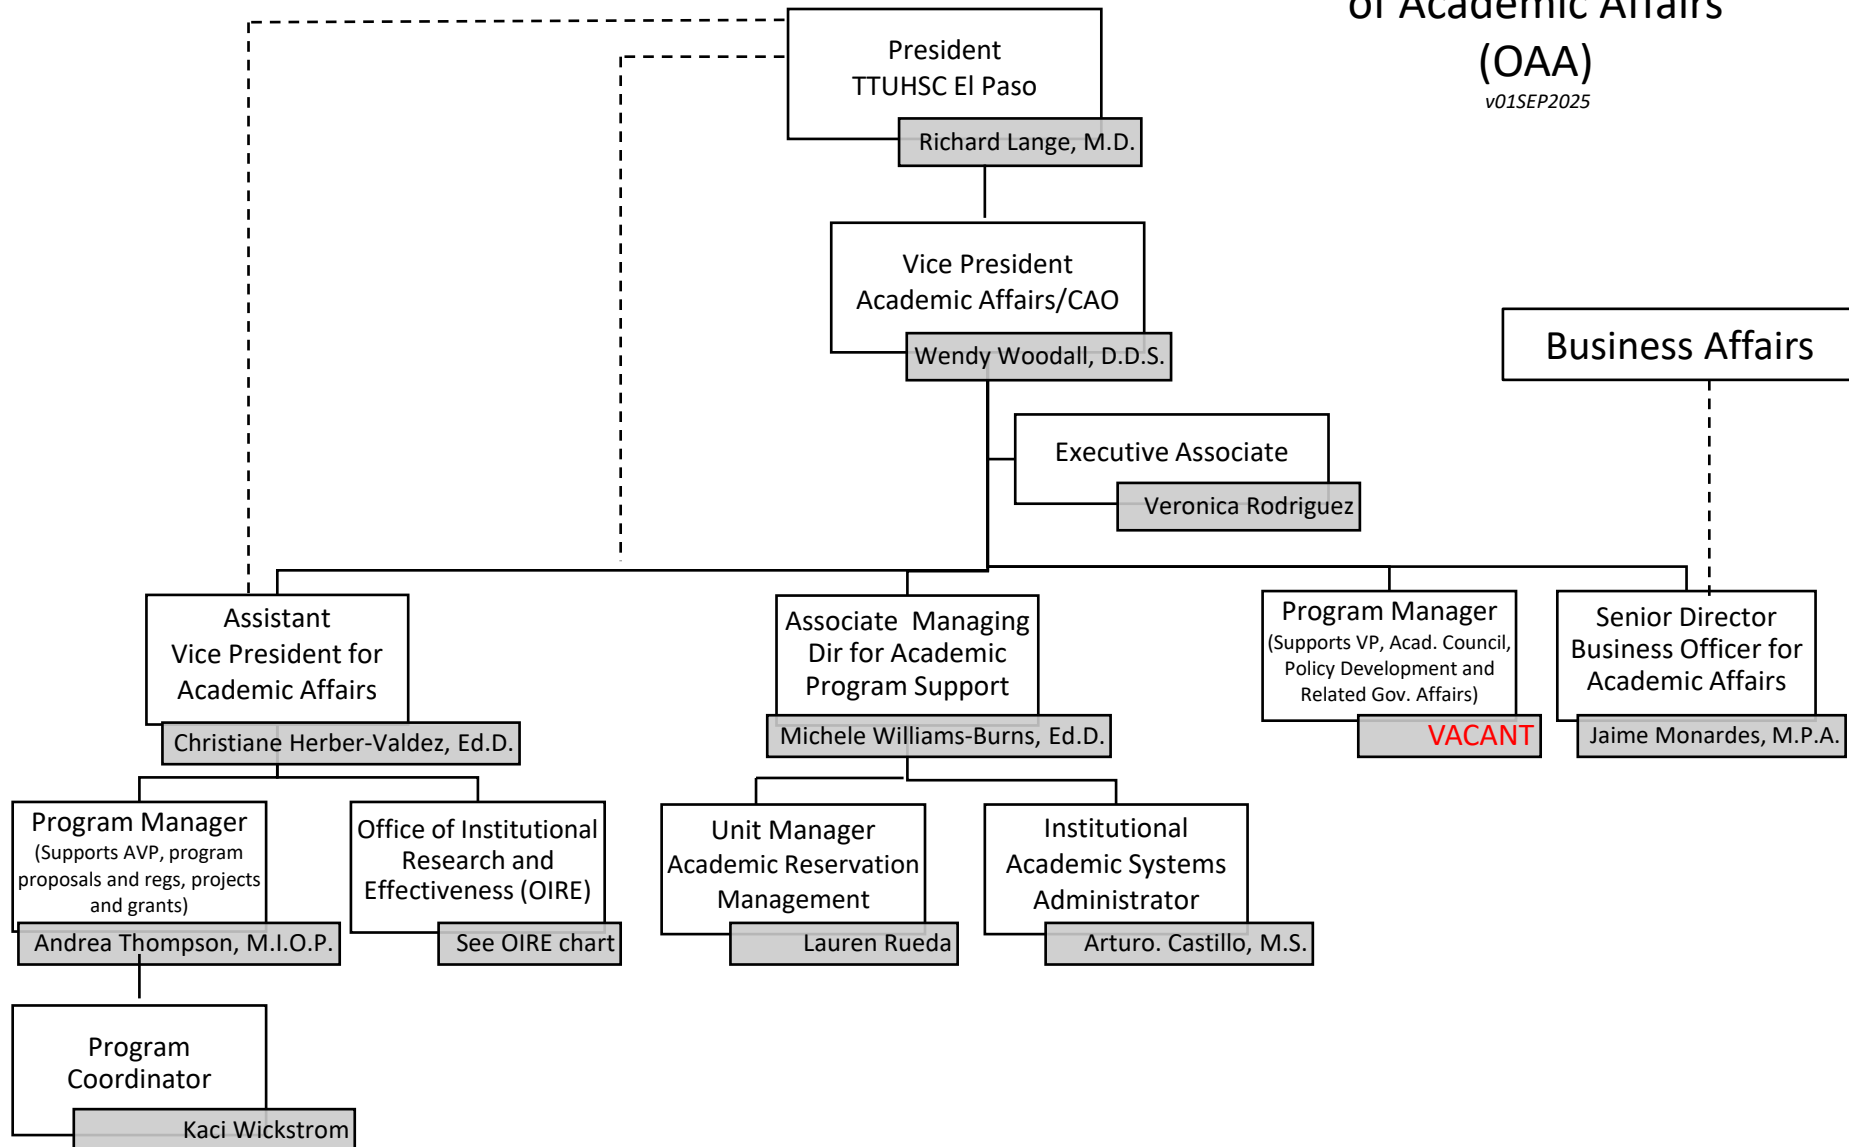 of Academic Affairs
(OAA)
v01SEP2025
President
TTUHSC El Paso
Richard Lange, M.D.
Vice President
Academic Affairs/CAO
Wendy Woodall, D.D.S.
Business Affairs
Executive Associate
Veronica Rodriguez
Assistant
Vice President for
Academic Affairs
Christiane Herber-Valdez, Ed.D.
Associate Managing
Dir for Academic
Program Support
Michele Williams-Burns, Ed.D.
Program Manager
(Supports VP, Acad. Council,
Policy Development and
Related Gov. Affairs)
VACANT
Senior Director
Business Officer for
Academic Affairs
Jaime Monardes, M.P.A.
Program Manager
(Supports AVP, program
proposals and regs, projects
and grants)
Andrea Thompson, M.I.O.P.
Office of Institutional
Research and
Effectiveness (OIRE)
See OIRE chart
Unit Manager
Academic Reservation
Management
Lauren Rueda
Institutional
Academic Systems
Administrator
Arturo. Castillo, M.S.
Program
Coordinator
Kaci Wickstrom